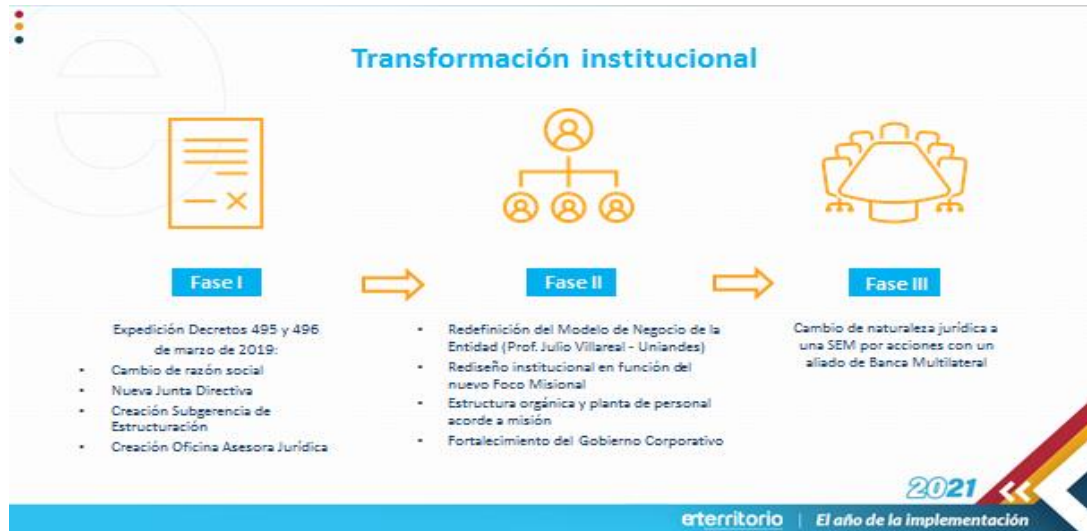 Transformación institucional
Fase I
Expedición Decretos 495 y 496
de marzo de 2019:
• Cambio de razón social
• Nueva Junta Directiva
• Creación Subgerencia de
Estructuración
• Creación Oficina Asesora Jurídica
Fase II
• Redefinición del Modelo de Negocio de la
Entidad (Prof. Julio Villareal - Uniandes)
• Rediseño institucional en función del
nuevo Foco Misional
• Estructura orgánica y planta de personal
acorde a misión
• Fortalecimiento del Gobierno Corporativo
Fase III
Cambio de naturaleza jurídica a
una SEM por acciones con un
aliado de Banca Multilateral
2021
enterritorio | El año de la implementación